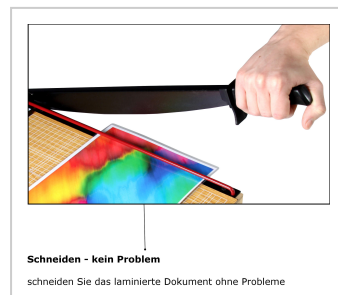 Schneiden - kein Problem
schneiden Sie das laminierte Dokument ohne Probleme